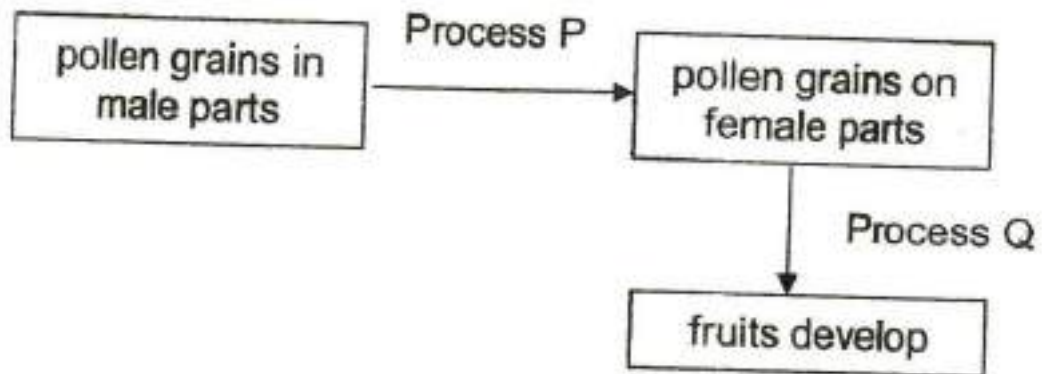 Process P
pollen grains in
male parts
pollen grains on
female parts
Process Q
fruits develop